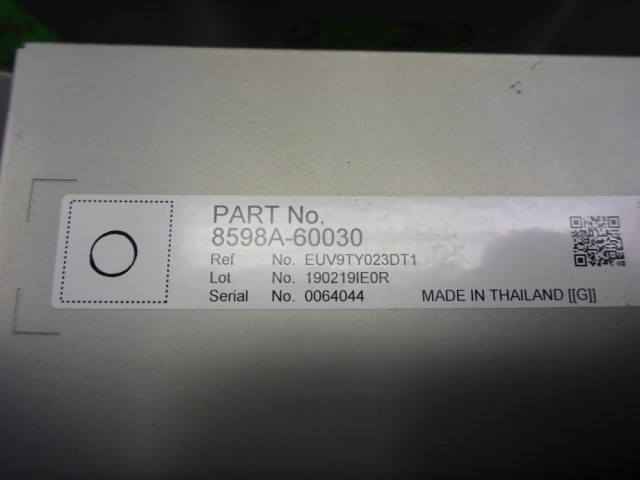 PART No.
8598A-60030
Ref No. EUV9TY023DT1
Lot No. 190219IE0R
Serial No. 0064044 MADE IN THAILAND [[G]]